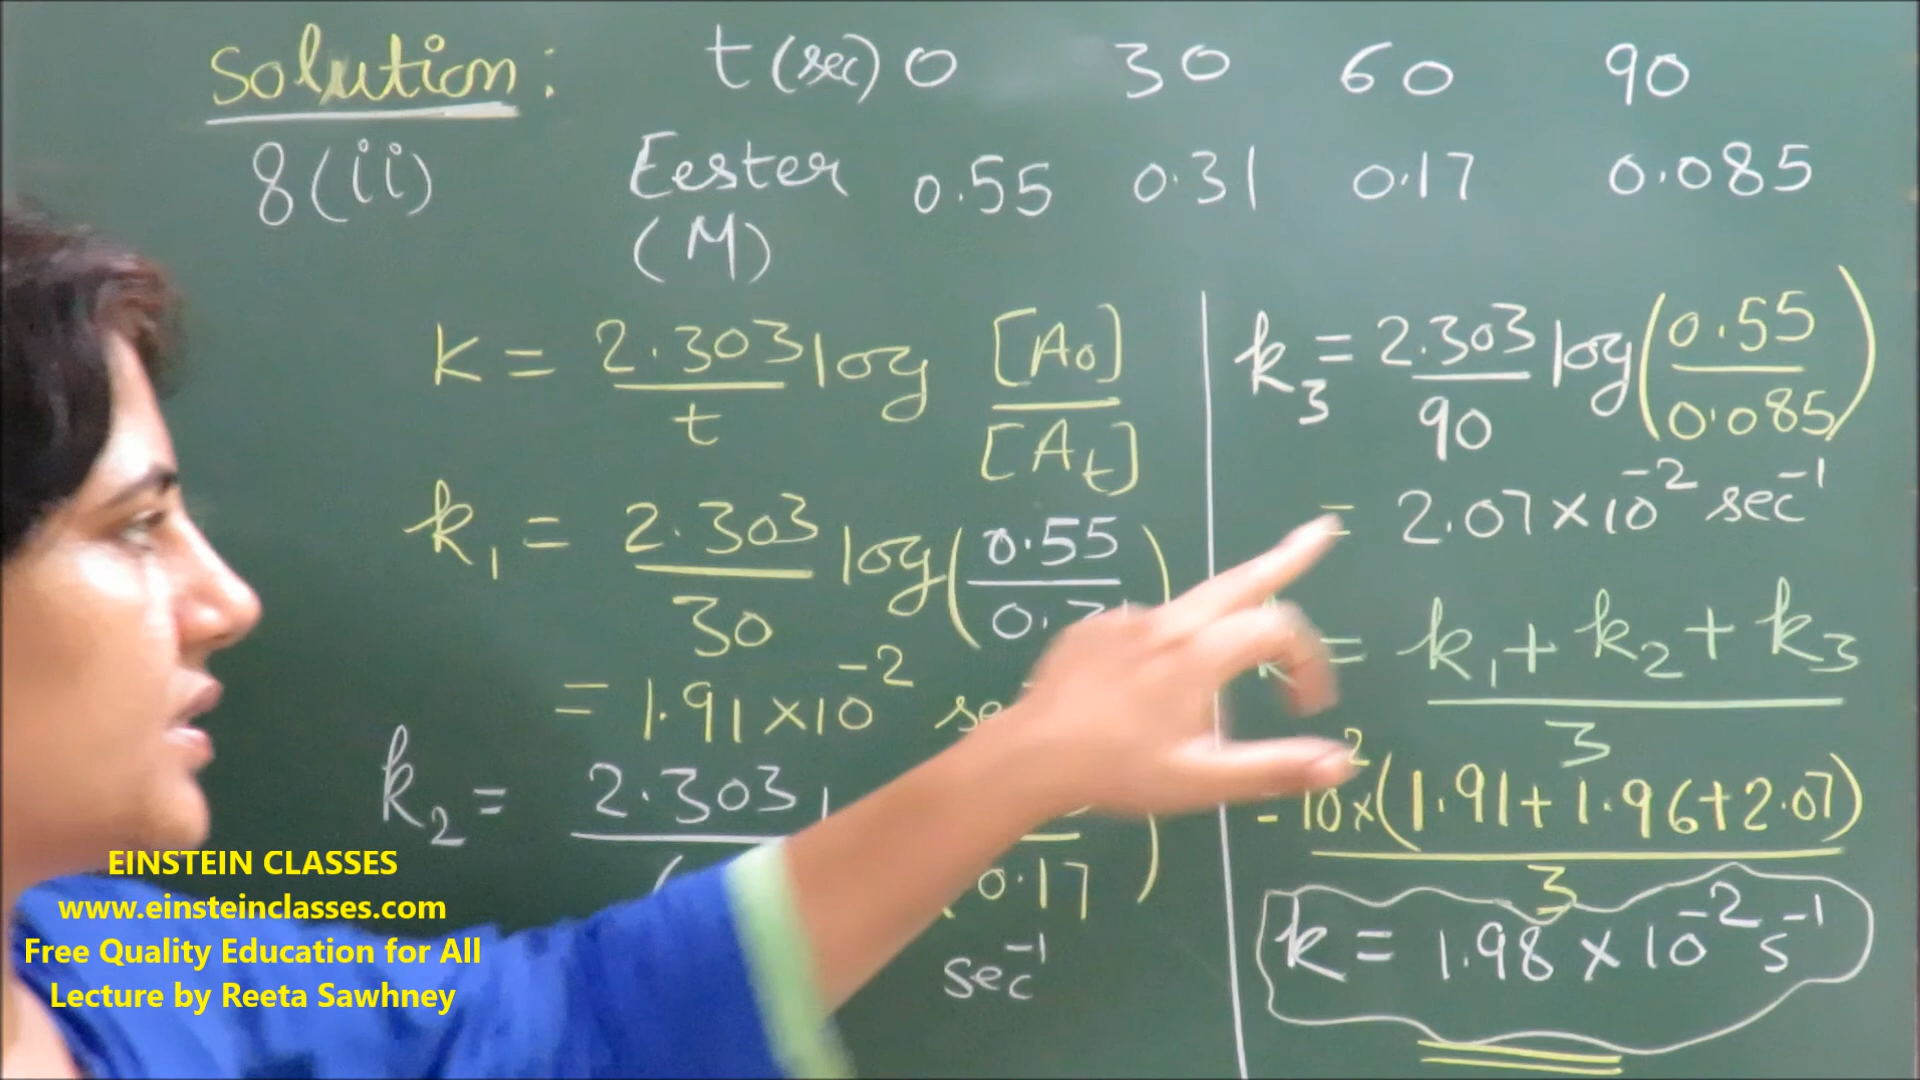 Solution:
8(ii)
t (sec) 0 30 60 90
Eester 0.55 0.31 0.17 0.085
(M)
K = 2.303/t log [A0]/[At]
k1 = 2.303/30 log(0.55/0.31)
= 1.91 × 10^-2
k2 = 2.303
0.17)
sec^-1
k3 = 2.303/90 log(0.55/0.085)
= 2.07 × 10^-2 sec^-1
k = k1 + k2 + k3 / 3
= 10^-2 × (1.91 + 1.96 + 2.07) / 3
k = 1.98 × 10^-2 s^-1
EINSTEIN CLASSES
www.einsteinclasses.com
Free Quality Education for All
Lecture by Reeta Sawhney